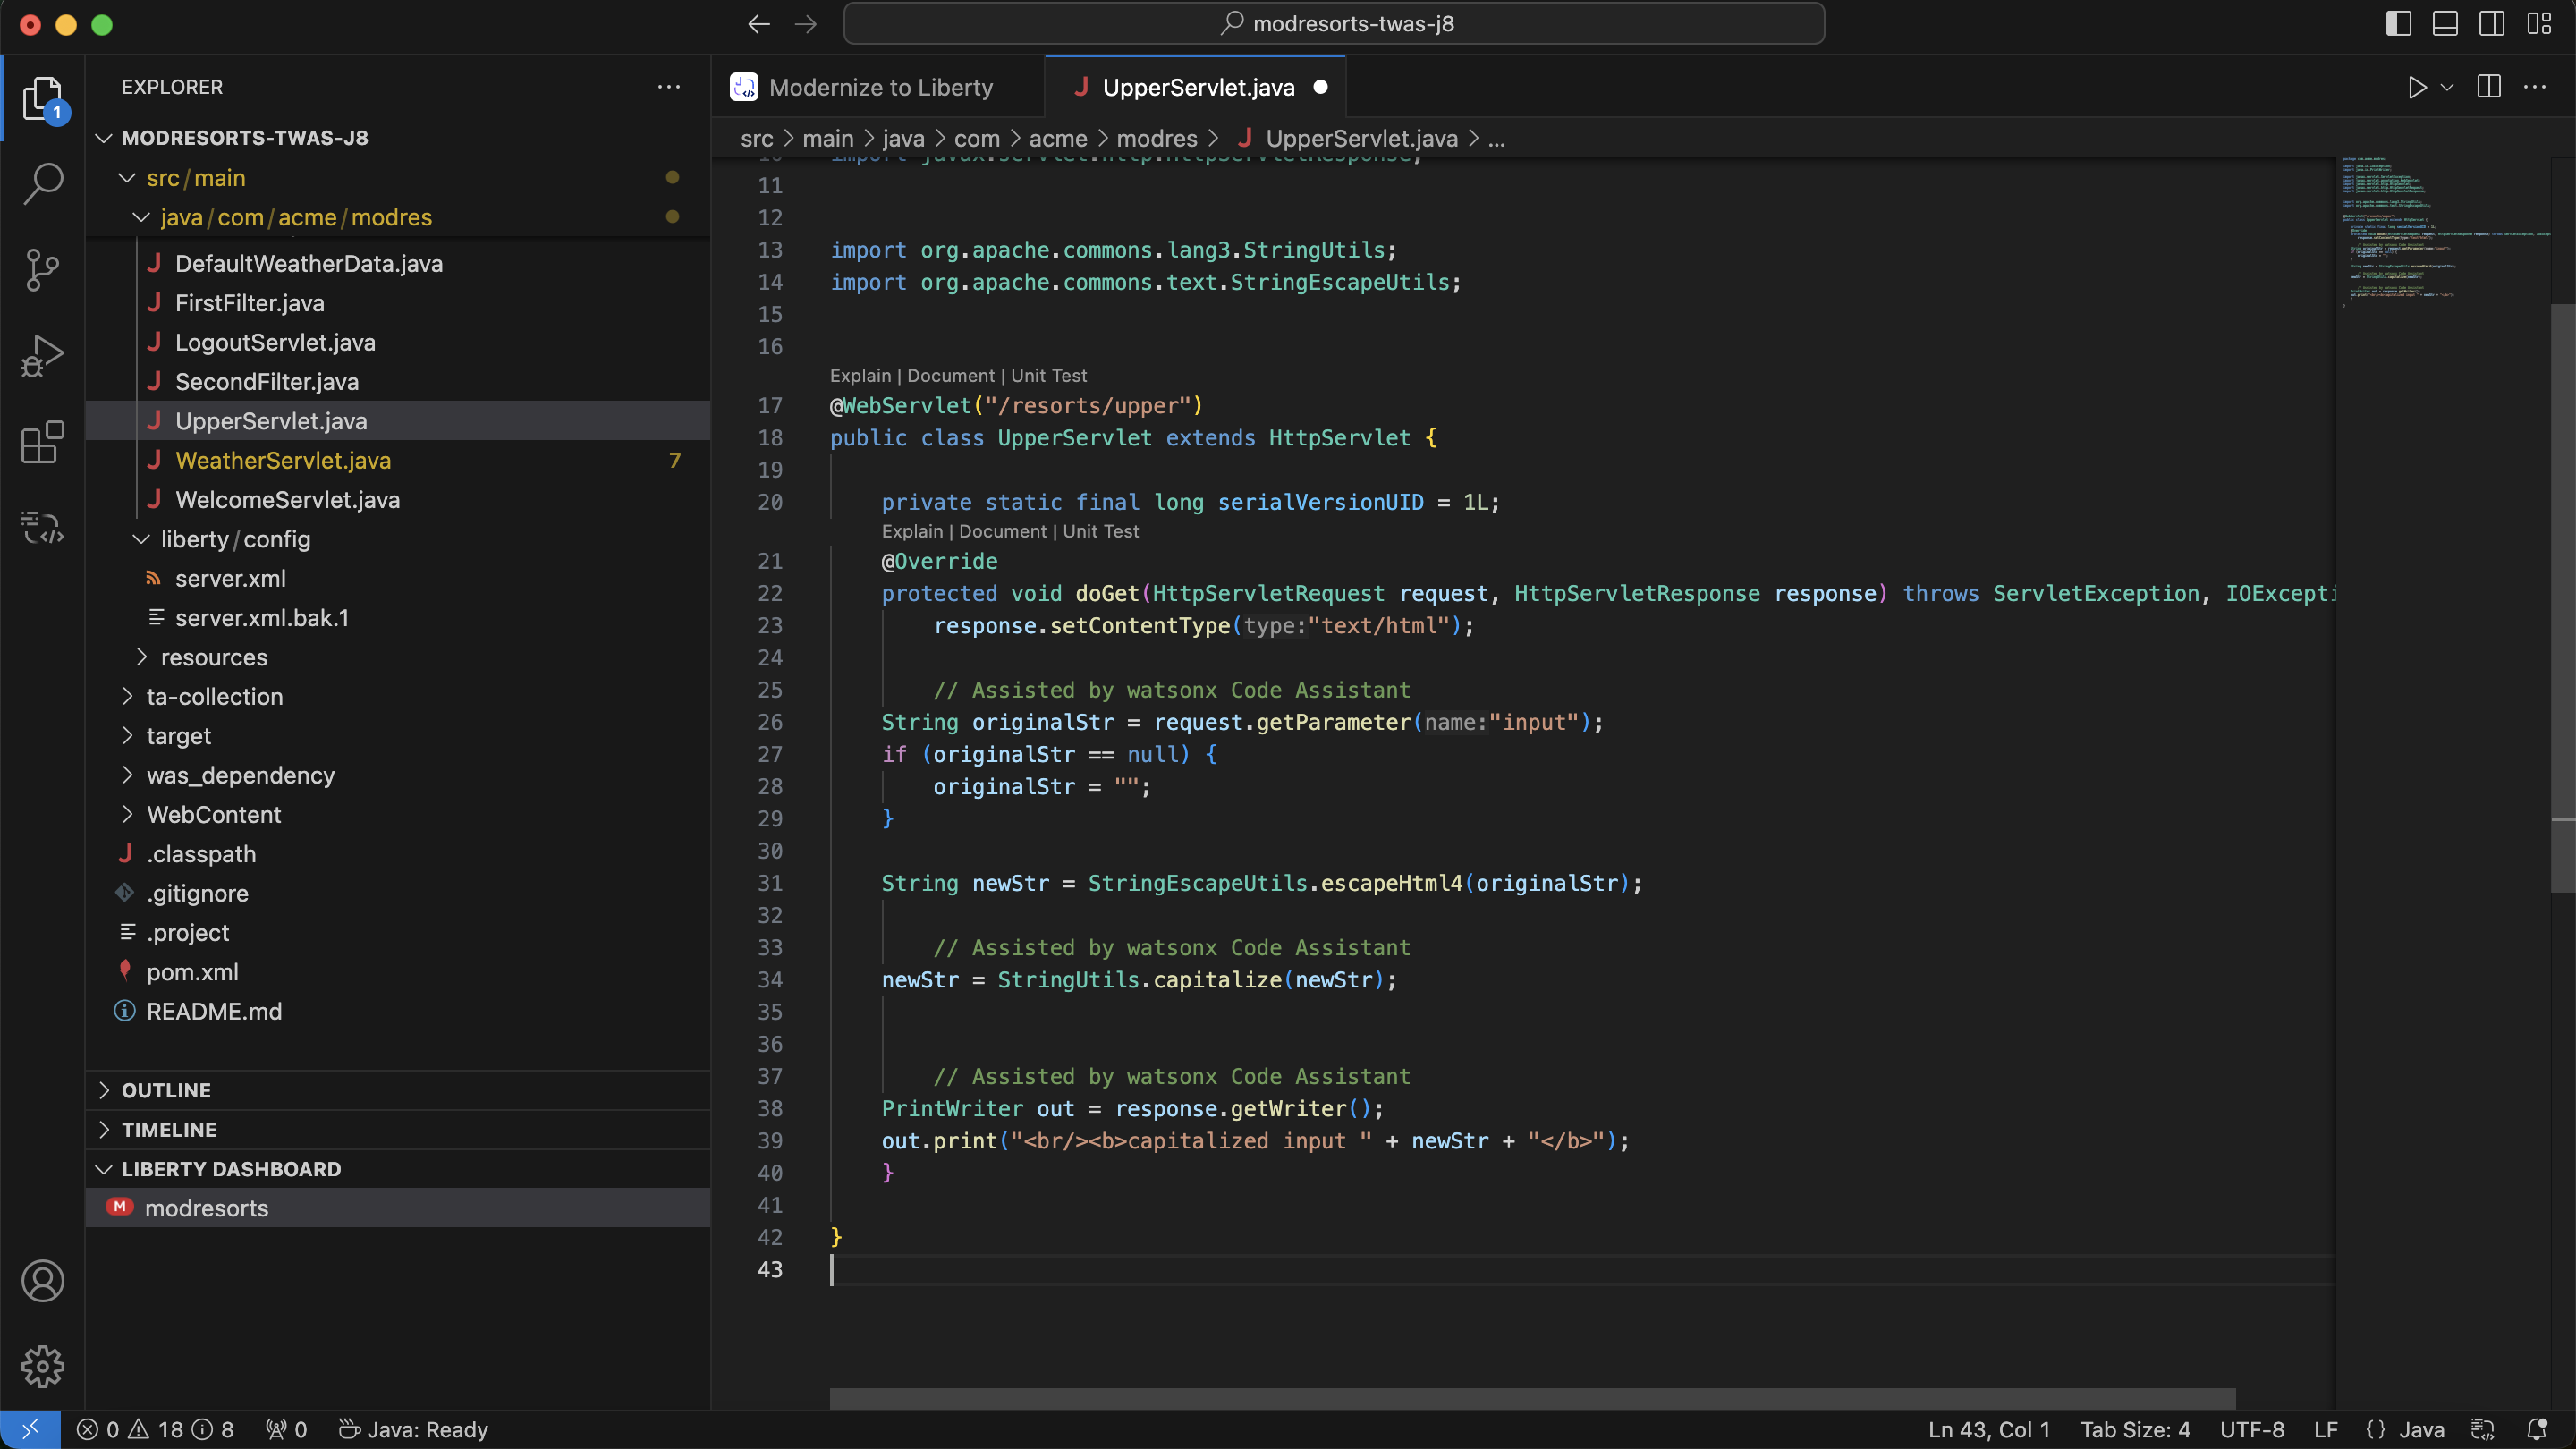 modresorts-twas-j8
EXPLORER
1
MODRESORTS-TWAS-J8
src/main
java/com/acme/modres
DefaultWeatherData.java
FirstFilter.java
LogoutServlet.java
SecondFilter.java
UpperServlet.java
WeatherServlet.java 7
WelcomeServlet.java
liberty/config
server.xml
server.xml.bak.1
resources
ta-collection
target
was_dependency
WebContent
.classpath
.gitignore
.project
pom.xml
README.md
OUTLINE
TIMELINE
LIBERTY DASHBOARD
M modresorts
Modernize to Liberty
UpperServlet.java
src > main > java > com > acme > modres > UpperServlet.java > ...
10 import javax.servlet.http.HttpServletResponse;
11
12
13 import org.apache.commons.lang3.StringUtils;
14 import org.apache.commons.text.StringEscapeUtils;
15
16
Explain | Document | Unit Test
17 @WebServlet("/resorts/upper")
18 public class UpperServlet extends HttpServlet {
19
20 private static final long serialVersionUID = 1L;
Explain | Document | Unit Test
21 @Override
22 protected void doGet(HttpServletRequest request, HttpServletResponse response) throws ServletException, IOExcepti
23 response.setContentType(type:"text/html");
24
25 // Assisted by watsonx Code Assistant
26 String originalStr = request.getParameter(name:"input");
27 if (originalStr == null) {
28 originalStr = "";
29 }
30
31 String newStr = StringEscapeUtils.escapeHtml4(originalStr);
32
33 // Assisted by watsonx Code Assistant
34 newStr = StringUtils.capitalize(newStr);
35
36
37 // Assisted by watsonx Code Assistant
38 PrintWriter out = response.getWriter();
39 out.print("<br/><b>capitalized input " + newStr + "</b>");
40 }
41
42 }
43
0 18 8 0 Java: Ready
Ln 43, Col 1 Tab Size: 4 UTF-8 LF {} Java